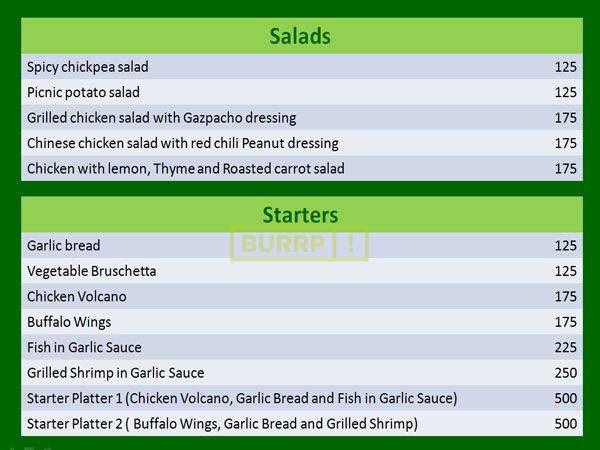 Salads
Spicy chickpea salad 125
Picnic potato salad 125
Grilled chicken salad with Gazpacho dressing 175
Chinese chicken salad with red chili Peanut dressing 175
Chicken with lemon, Thyme and Roasted carrot salad 175
Starters
BURRP!
Garlic bread 125
Vegetable Bruschetta 125
Chicken Volcano 175
Buffalo Wings 175
Fish in Garlic Sauce 225
Grilled Shrimp in Garlic Sauce 250
Starter Platter 1 (Chicken Volcano, Garlic Bread and Fish in Garlic Sauce) 500
Starter Platter 2 ( Buffalo Wings, Garlic Bread and Grilled Shrimp) 500